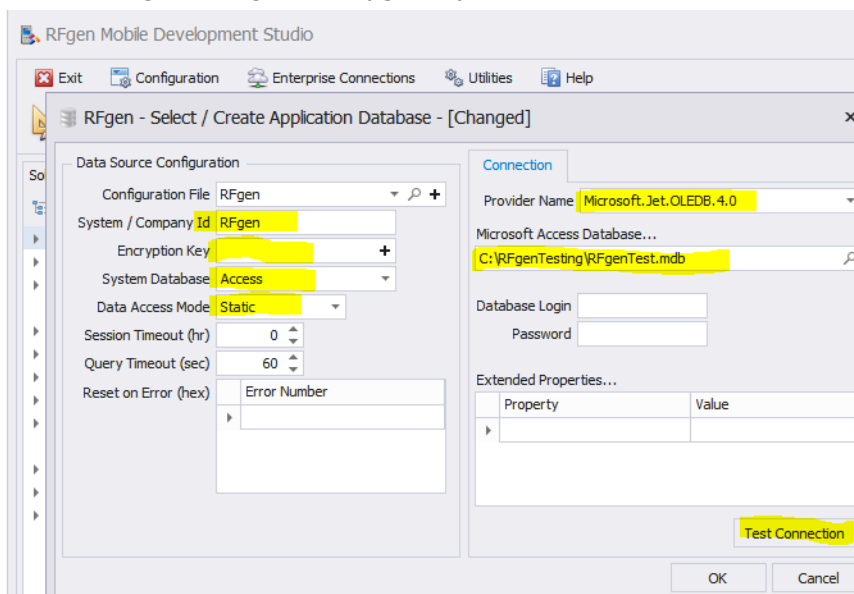 RFgen Mobile Development Studio
Exit Configuration Enterprise Connections Utilities Help
RFgen - Select / Create Application Database - [Changed]
So
Data Source Configuration
Configuration File RFgen
System / Company Id RFgen
Encryption Key
System Database Access
Data Access Mode Static
Session Timeout (hr) 0
Query Timeout (sec) 60
Reset on Error (hex) Error Number
Connection
Provider Name Microsoft.Jet.OLEDB.4.0
Microsoft Access Database...
C:\RFgenTesting\RFgenTest.mdb
Database Login
Password
Extended Properties...
Property Value
Test Connection
OK Cancel